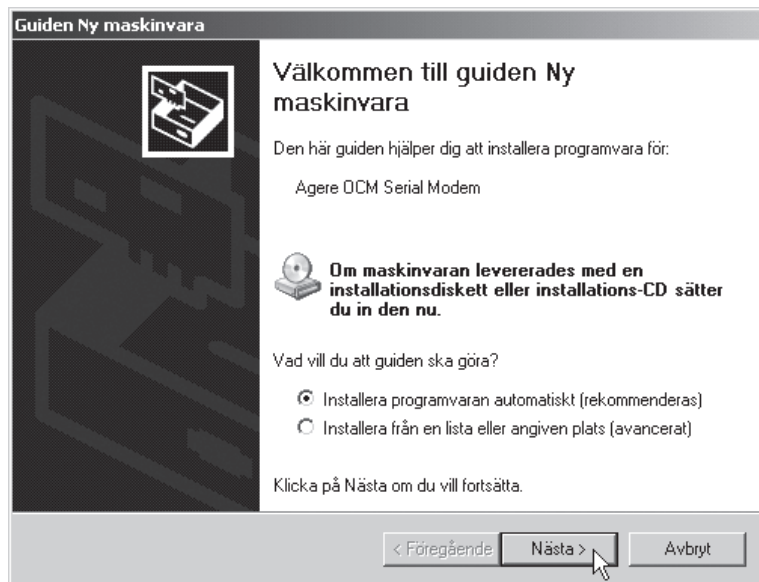 Guiden Ny maskinvara
Välkommen till guiden Ny
maskinvara
Den här guiden hjälper dig att installera programvara för:
Agere OCM Serial Modem
Om maskinvaran levererades med en
installationsdiskett eller installations-CD sätter
du in den nu.
Vad vill du att guiden ska göra?
Installera programvaran automatiskt (rekommenderas)
Installera från en lista eller angiven plats (avancerat)
Klicka på Nästa om du vill fortsätta.
< Föregående
Nästa >
Avbryt